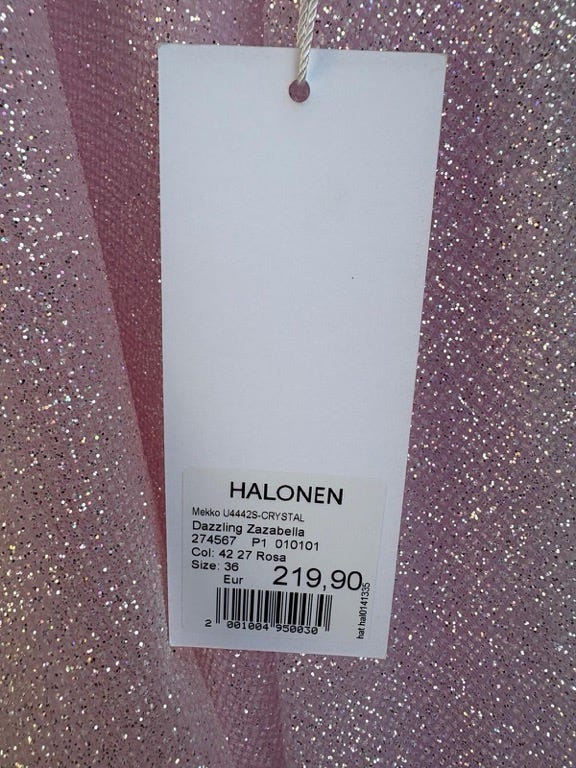 HALONEN
Mekko U4442S-CRYSTAL
Dazzling Zazabella
274567 P1 010101
Col: 42 27 Rosa
Size: 36
Eur 219,90
2 001004 950030
hat hal0141335